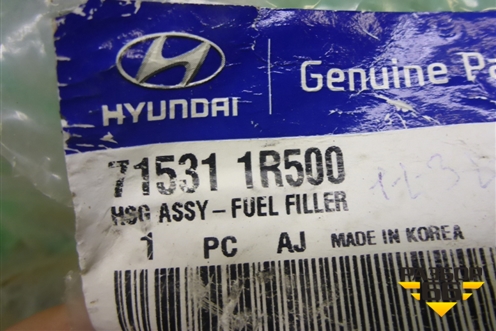 HYUNDAI
Genuine Pa
71531 1R500
HSG ASSY-FUEL FILLER
1 PC AJ MADE IN KOREA